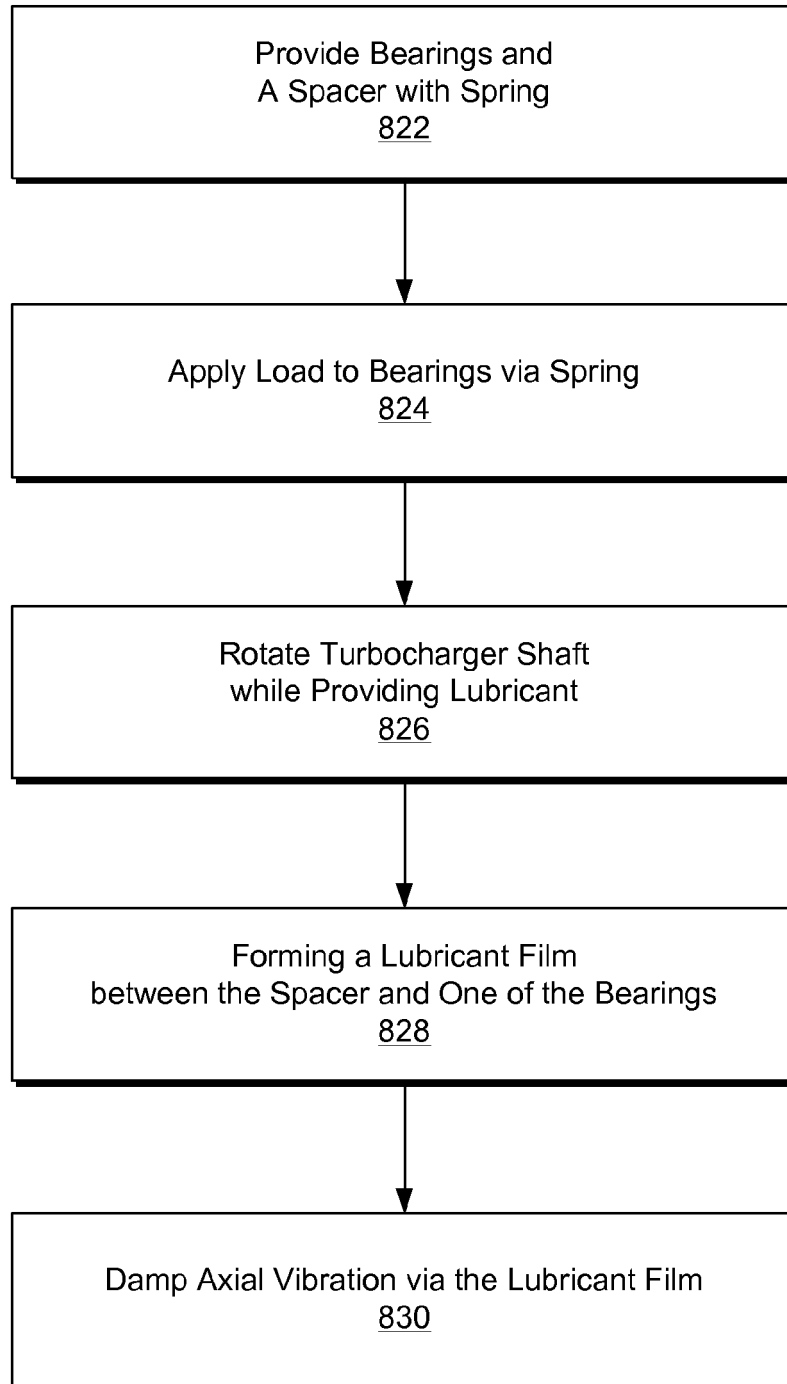 Provide Bearings and
A Spacer with Spring
822
Apply Load to Bearings via Spring
824
Rotate Turbocharger Shaft
while Providing Lubricant
826
Forming a Lubricant Film
between the Spacer and One of the Bearings
828
Damp Axial Vibration via the Lubricant Film
830